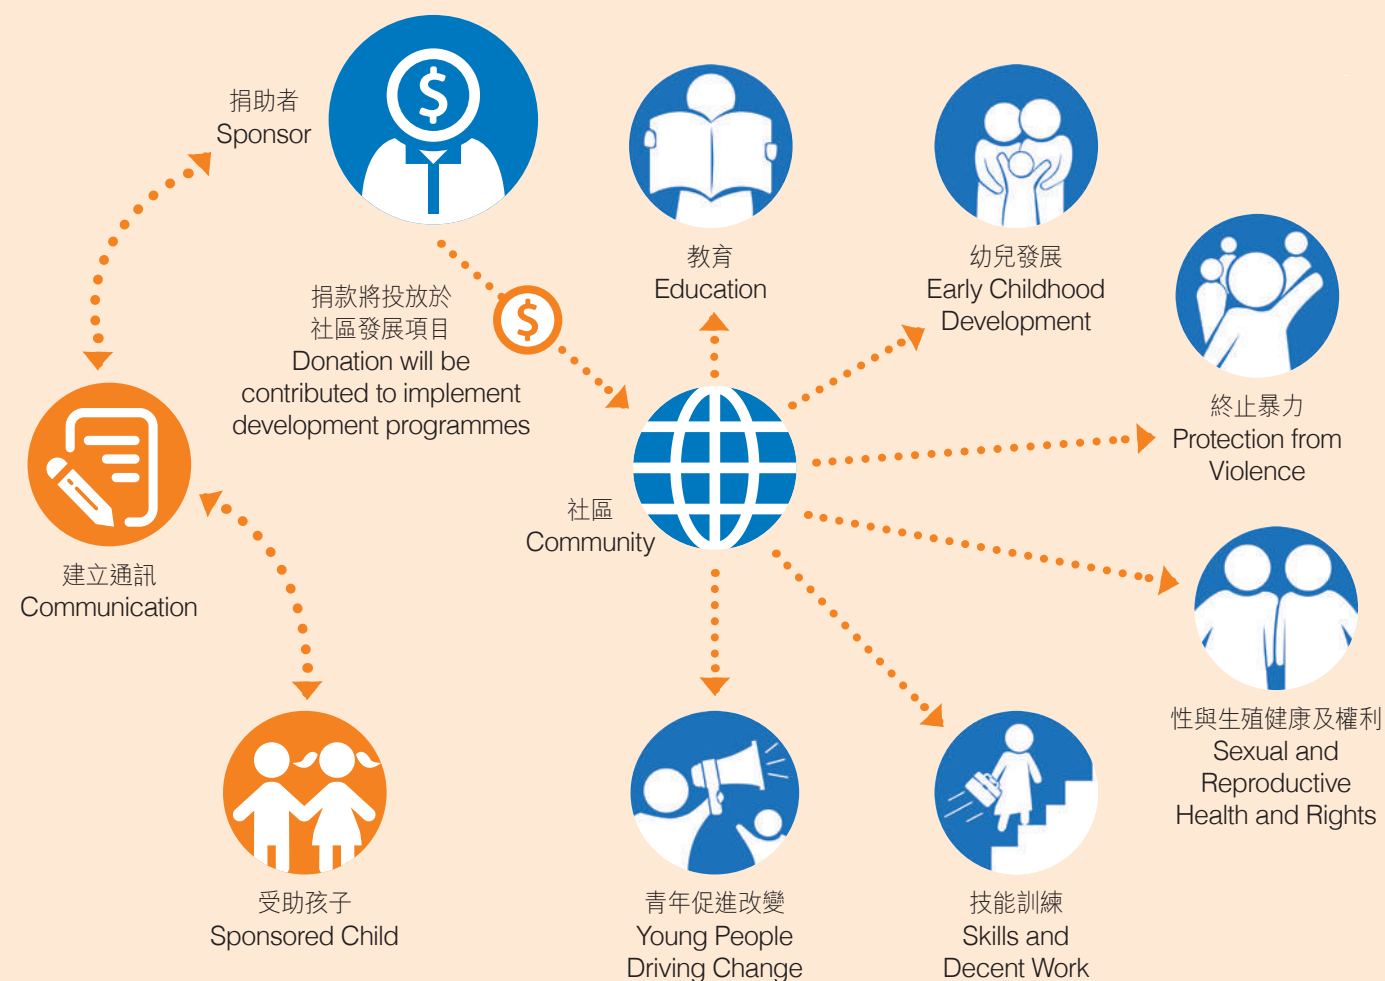 捐助者
Sponsor
$
捐款將投放於
社區發展項目
Donation will be
contributed to implement
development programmes
$
教育
Education
幼兒發展
Early Childhood
Development
終止暴力
Protection from
Violence
社區
Community
建立通訊
Communication
性與生殖健康及權利
Sexual and
Reproductive
Health and Rights
受助孩子
Sponsored Child
青年促進改變
Young People
Driving Change
技能訓練
Skills and
Decent Work